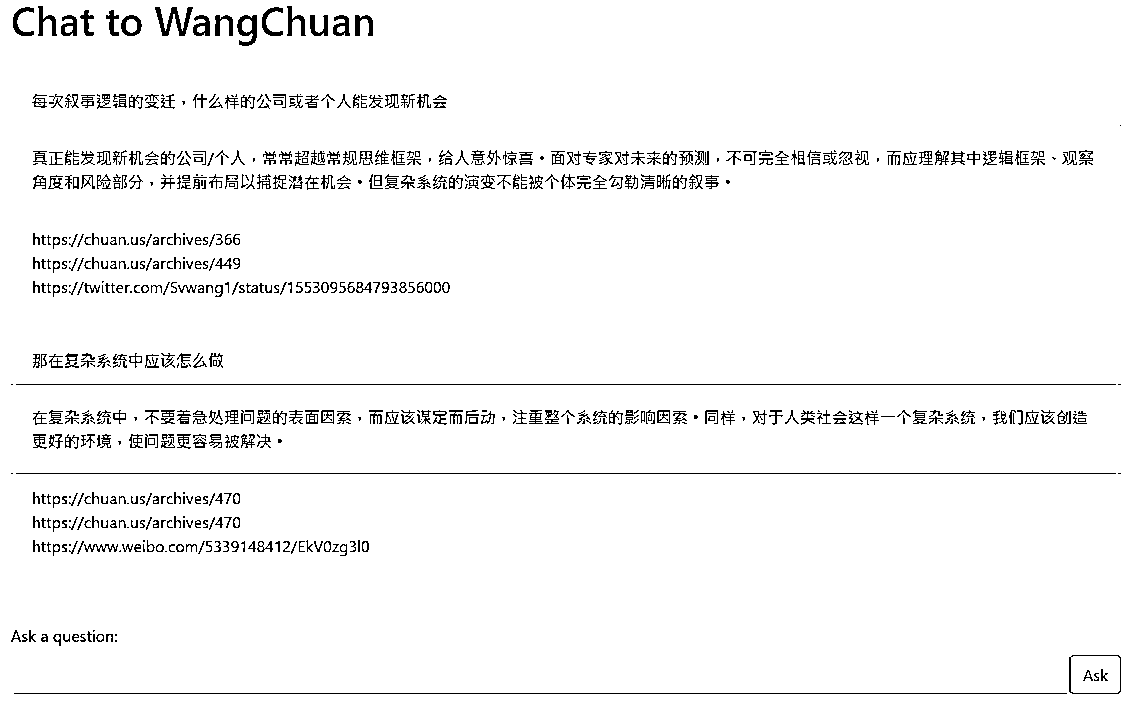 Chat to WangChuan
每次叙事逻辑的变迁，什么样的公司或者个人能发现新机会
真正能发现新机会的公司/个人，常常超越常规思维框架，给人意外惊喜。面对专家对未来的预测，不可完全相信或忽视，而应理解其中逻辑框架、观察
角度和风险部分，并提前布局以捕捉潜在机会。但复杂系统的演变不能被个体完全勾勒清晰的叙事。
https://chuan.us/archives/366
https://chuan.us/archives/449
https://twitter.com/Svwang1/status/1553095684793856000
那在复杂系统中应该怎么做
在复杂系统中，不要着急处理问题的表面因素，而应该谋定而后动，注重整个系统的影响因素。同样，对于人类社会这样一个复杂系统，我们应该创造
更好的环境，使问题更容易被解决。
https://chuan.us/archives/470
https://chuan.us/archives/470
https://www.weibo.com/5339148412/EkV0zg3l0
Ask a question:
Ask